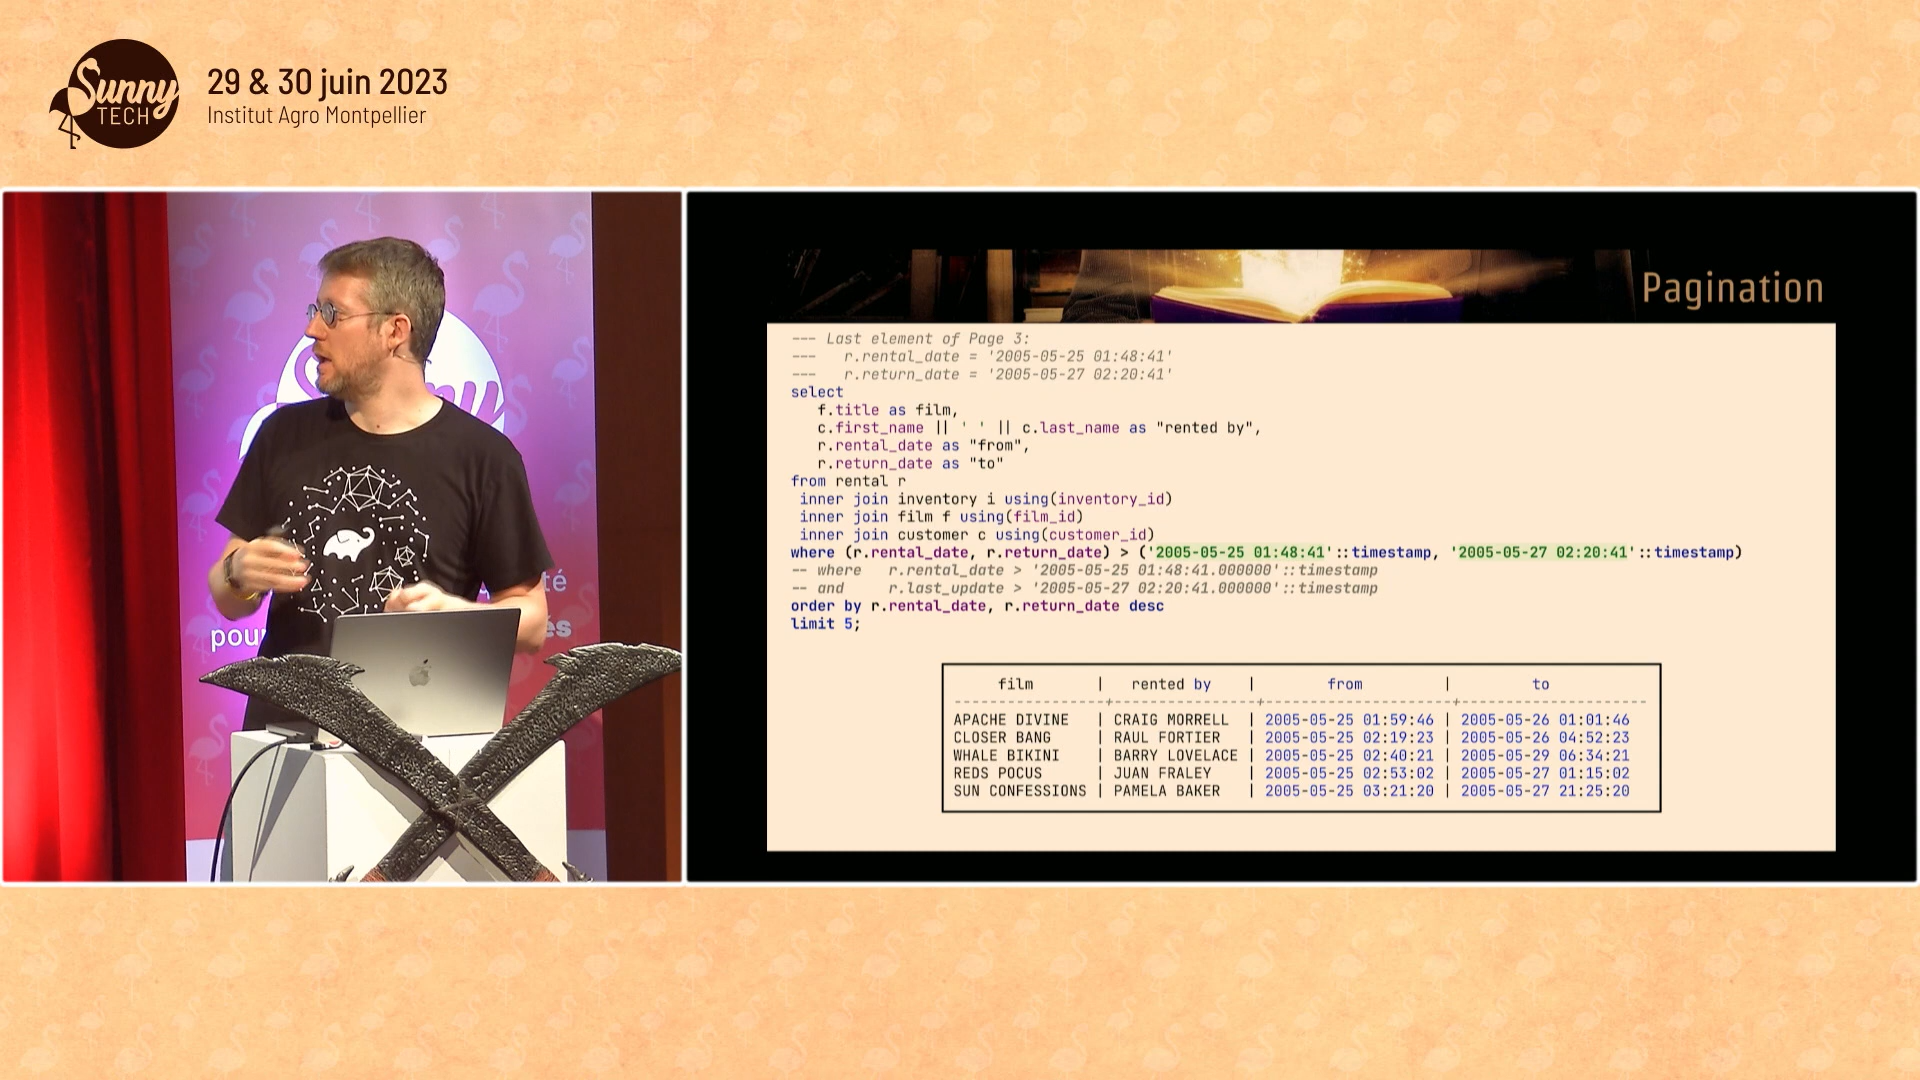 Sunny
TECH
29 & 30 juin 2023
Institut Agro Montpellier
té
pou
és
Pagination
--- Last element of Page 3:
---   r.rental_date = '2005-05-25 01:48:41'
---   r.return_date = '2005-05-27 02:20:41'
select
f.title as film,
c.first_name || ' ' || c.last_name as "rented by",
r.rental_date as "from",
r.return_date as "to"
from rental r
inner join inventory i using(inventory_id)
inner join film f using(film_id)
inner join customer c using(customer_id)
where (r.rental_date, r.return_date) > ('2005-05-25 01:48:41'::timestamp, '2005-05-27 02:20:41'::timestamp)
-- where   r.rental_date > '2005-05-25 01:48:41.000000'::timestamp
-- and     r.last_update > '2005-05-27 02:20:41.000000'::timestamp
order by r.rental_date, r.return_date desc
limit 5;
film | rented by | from | to
APACHE DIVINE | CRAIG MORRELL | 2005-05-25 01:59:46 | 2005-05-26 01:01:46
CLOSER BANG | RAUL FORTIER | 2005-05-25 02:19:23 | 2005-05-26 04:52:23
WHALE BIKINI | BARRY LOVELACE | 2005-05-25 02:40:21 | 2005-05-29 06:34:21
REDS POCUS | JUAN FRALEY | 2005-05-25 02:53:02 | 2005-05-27 01:15:02
SUN CONFESSIONS | PAMELA BAKER | 2005-05-25 03:21:20 | 2005-05-27 21:25:20